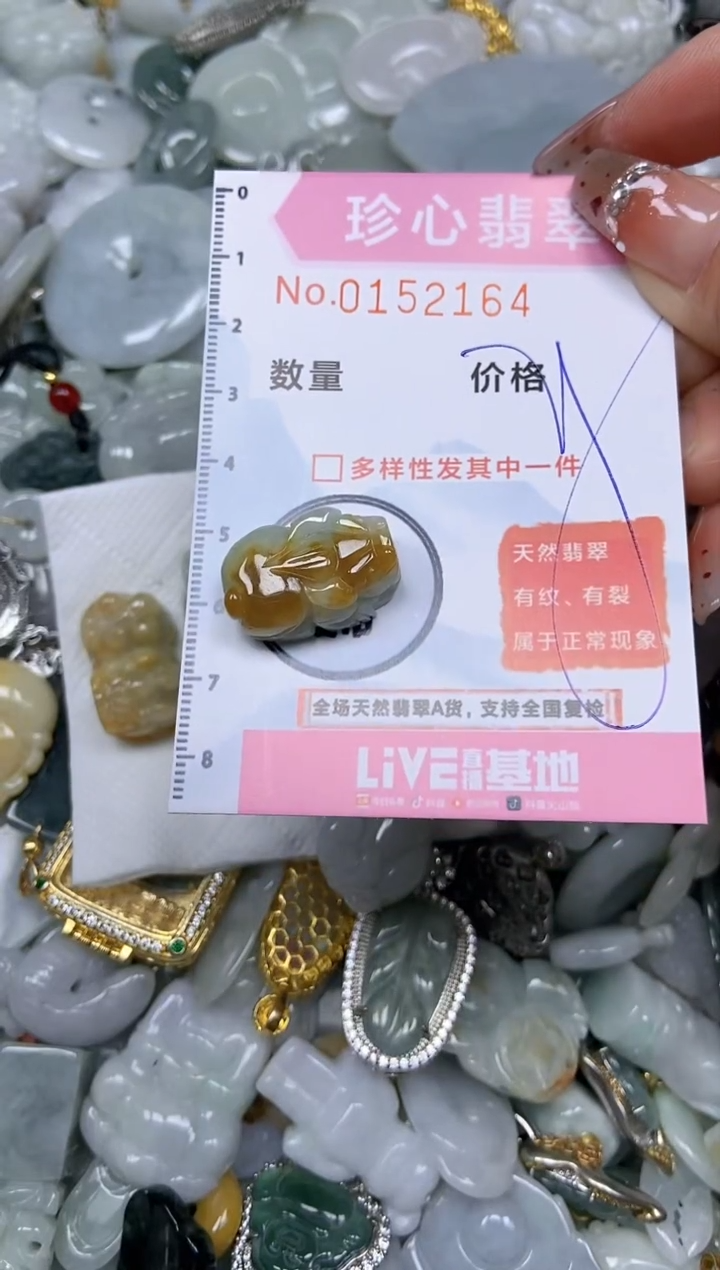 0
珍心翡翠
1
No.0152164
2
数量 价格
3
4
多样性发其中一件
5
天然翡翠
有纹、有裂
属于正常现象
7
全场天然翡翠A货，支持全国复检
8
LiVE直播基地